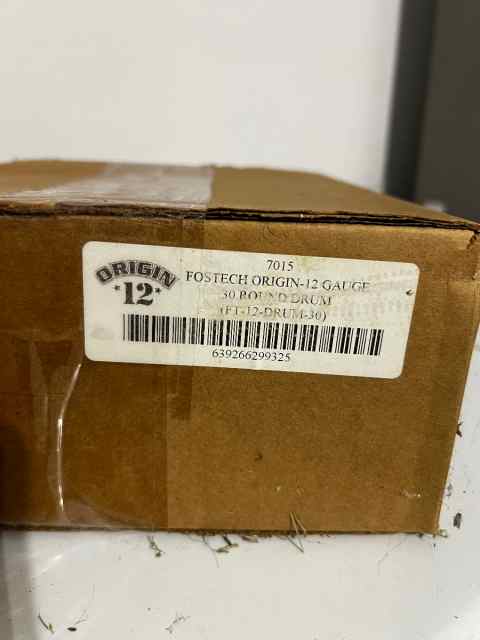 ORIGIN
12
7015
FOSTECH ORIGIN-12 GAUGE
30 ROUND DRUM
(FT-12-DRUM-30)
639266299325